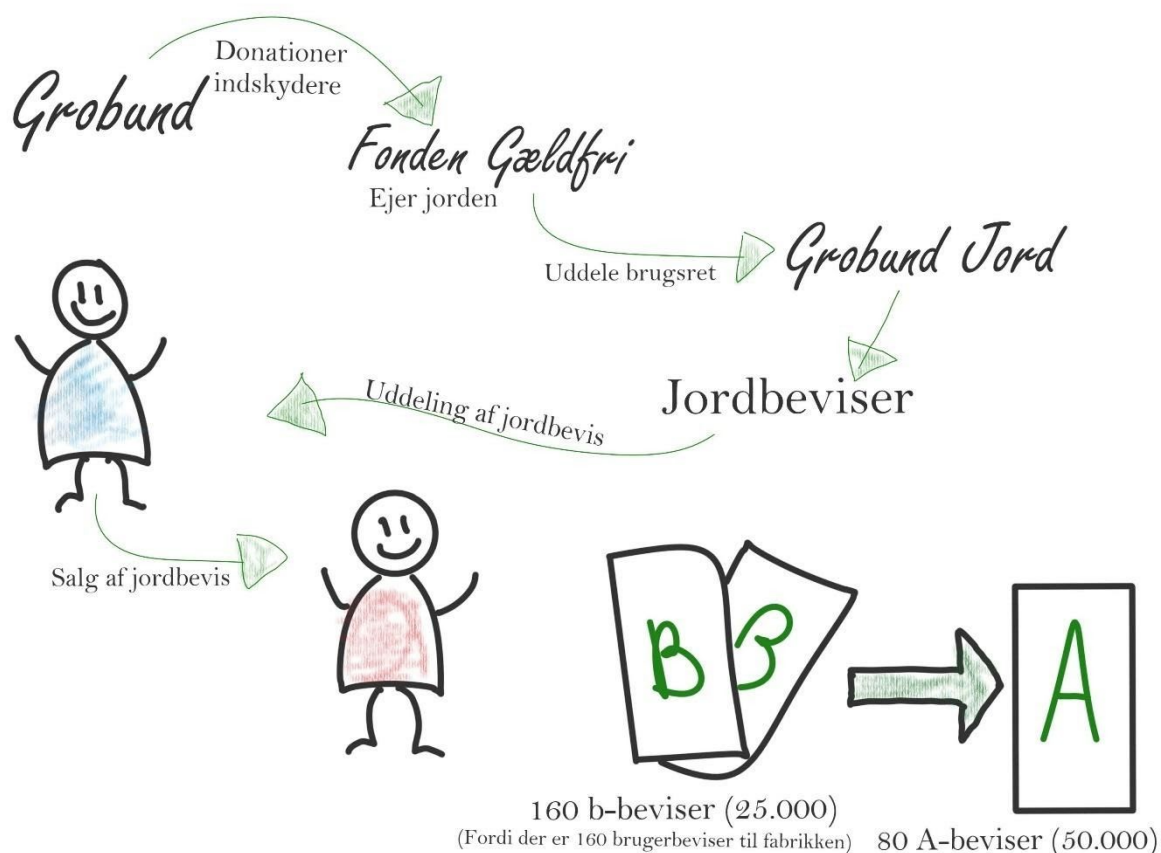 Grobund
Donationer
indskydere
Fonden Gældfri
Ejer jorden
Uddele brugsret
Grobund Jord
Jordbeviser
Uddeling af jordbevis
Salg af jordbevis
B
B
A
160 b-beviser (25.000)
(Fordi der er 160 brugerbeviser til fabrikken)
80 A-beviser (50.000)